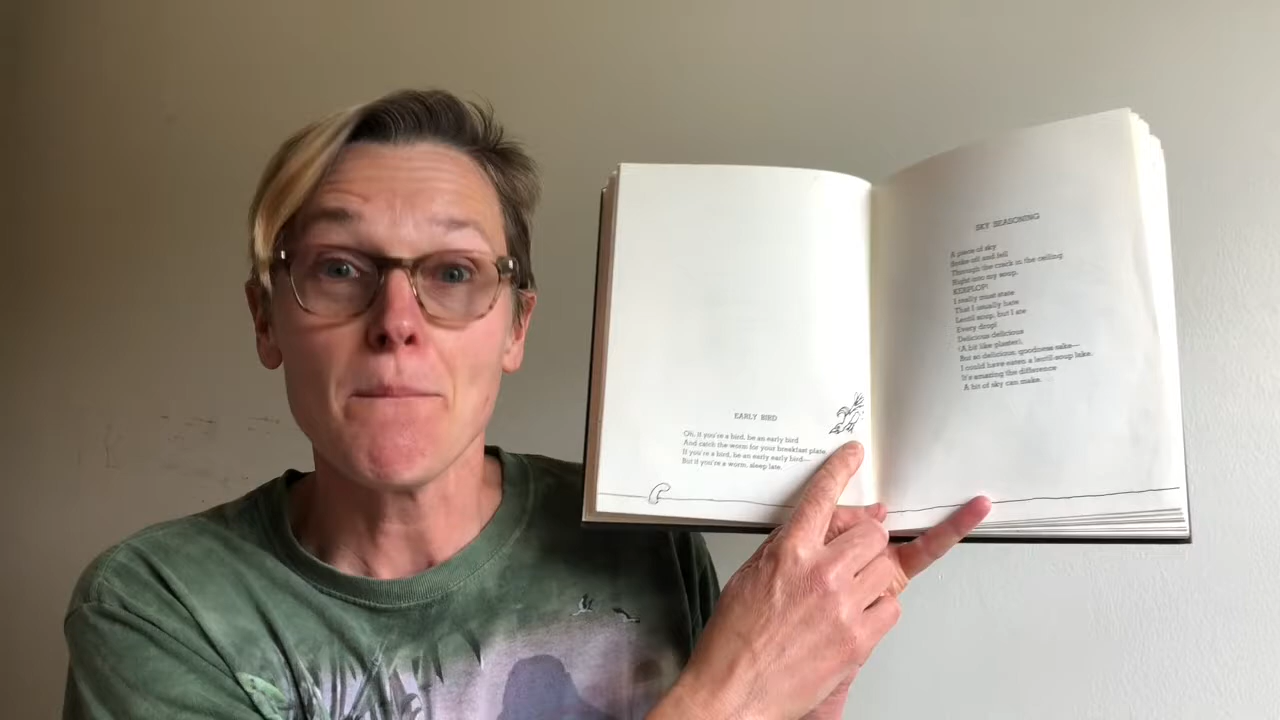 EARLY BIRD
Oh, if you're a bird, be an early bird
And catch the worm for your breakfast plate.
If you're a bird, be an early early bird—
But if you're a worm, sleep late.
SKY SEASONING
A piece of sky
Broke off and fell
Through the crack in the ceiling
Right into my soup,
KERPLOP!
I really must state
That I usually hate
Lentil soup, but I ate
Every drop!
Delicious delicious
(A bit like plaster),
But so delicious, goodness sake—
I could have eaten a lentil-soup lake.
It's amazing the difference
A bit of sky can make.